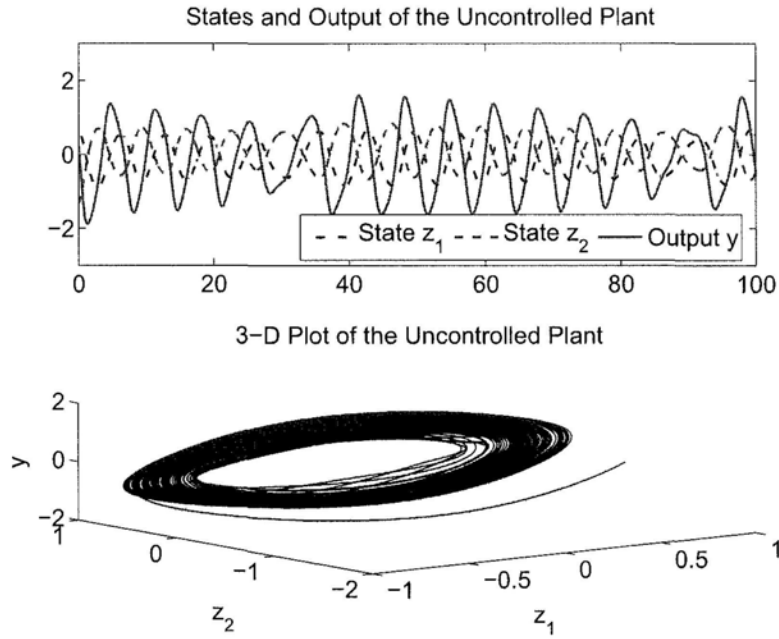 States and Output of the Uncontrolled Plant
2
0
−2
State z1 State z2 Output y
0 20 40 60 80 100
3−D Plot of the Uncontrolled Plant
2
0
−2
y
1
0
−1
−2
z2
−1
−0.5
0
0.5
1
z1